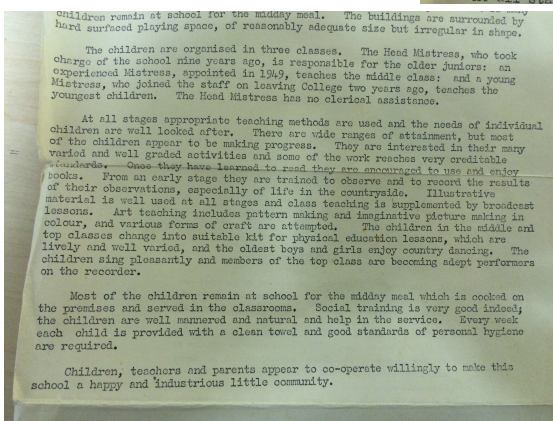 children remain at school for the midday meal. The buildings are surrounded by
hard surfaced playing space, of reasonably adequate size but irregular in shape.
The children are organised in three classes. The Head Mistress, who took
charge of the school nine years ago, is responsible for the older juniors: an
experienced Mistress, appointed in 1949, teaches the middle class: and a young
Mistress, who joined the staff on leaving College two years ago, teaches the
youngest children. The Head Mistress has no clerical assistance.
At all stages appropriate teaching methods are used and the needs of individual
children are well looked after. There are wide ranges of attainment, but most
of the children appear to be making progress. They are interested in their many
varied and well graded activities and some of the work reaches very creditable
standards. Once they have learned to read they are encouraged to use and enjoy
books. From an early stage they are trained to observe and to record the results
of their observations, especially of life in the countryside. Illustrative
material is well used at all stages and class teaching is supplemented by broadcast
lessons. Art teaching includes pattern making and imaginative picture making in
colour, and various forms of craft are attempted. The children in the middle and
top classes change into suitable kit for physical education lessons, which are
lively and well varied, and the oldest boys and girls enjoy country dancing. The
children sing pleasantly and members of the top class are becoming adept performers
on the recorder.
Most of the children remain at school for the midday meal which is cooked on
the premises and served in the classrooms. Social training is very good indeed;
the children are well mannered and natural and help in the service. Every week
each child is provided with a clean towel and good standards of personal hygiene
are required.
Children, teachers and parents appear to co-operate willingly to make this
school a happy and industrious little community.